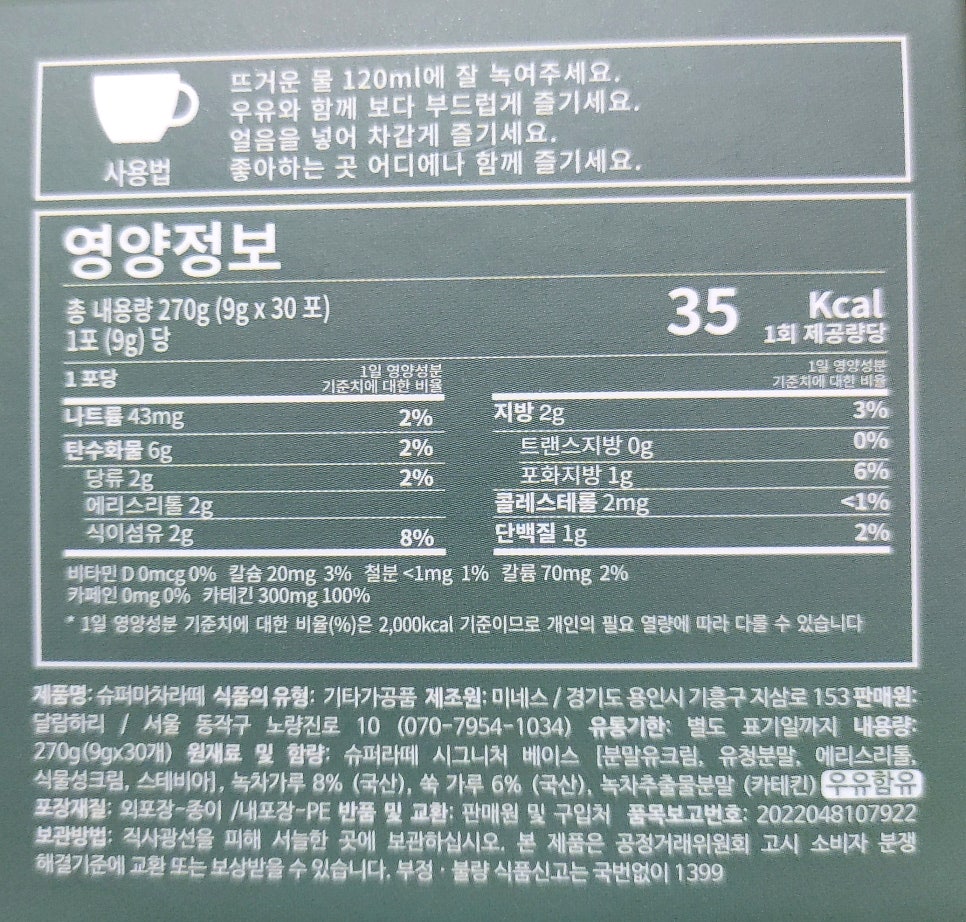 뜨거운 물 120ml에 잘 녹여주세요.
우유와 함께 보다 부드럽게 즐기세요.
얼음을 넣어 차갑게 즐기세요.
좋아하는 곳 어디에나 함께 즐기세요.
사용법
영양정보
총 내용량 270g (9g x 30 포)
1포 (9g) 당
35 Kcal
1회 제공량당
1 포당 1일 영양성분
기준치에 대한 비율
나트륨 43mg 2%
탄수화물 6g 2%
당류 2g 2%
에리스리톨 2g
식이섬유 2g 8%
1일 영양성분
기준치에 대한 비율
지방 2g 3%
트랜스지방 0g 0%
포화지방 1g 6%
콜레스테롤 2mg <1%
단백질 1g 2%
비타민 D 0mcg 0% 칼슘 20mg 3% 철분 <1mg 1% 칼륨 70mg 2%
카페인 0mg 0% 카테킨 300mg 100%
* 1일 영양성분 기준치에 대한 비율(%)은 2,000kcal 기준이므로 개인의 필요 열량에 따라 다를 수 있습니다
제품명: 슈퍼마차라떼 식품의 유형: 기타가공품 제조원: 미네스 / 경기도 용인시 기흥구 지삼로 153 판매원:
달람하리 / 서울 동작구 노량진로 10 (070-7954-1034) 유통기한: 별도 표기일까지 내용량:
270g(9gx30개) 원재료 및 함량: 슈퍼라떼 시그니처 베이스 [분말유크림, 유청분말, 에리스리톨,
식물성크림, 스테비아], 녹차가루 8% (국산), 쑥 가루 6% (국산), 녹차추출물분말 (카테킨) 우유함유
포장재질: 외포장-종이 /내포장-PE 반품 및 교환: 판매원 및 구입처 품목보고번호: 2022048107922
보관방법: 직사광선을 피해 서늘한 곳에 보관하십시오. 본 제품은 공정거래위원회 고시 소비자 분쟁
해결기준에 교환 또는 보상받을 수 있습니다. 부정 · 불량 식품신고는 국번없이 1399